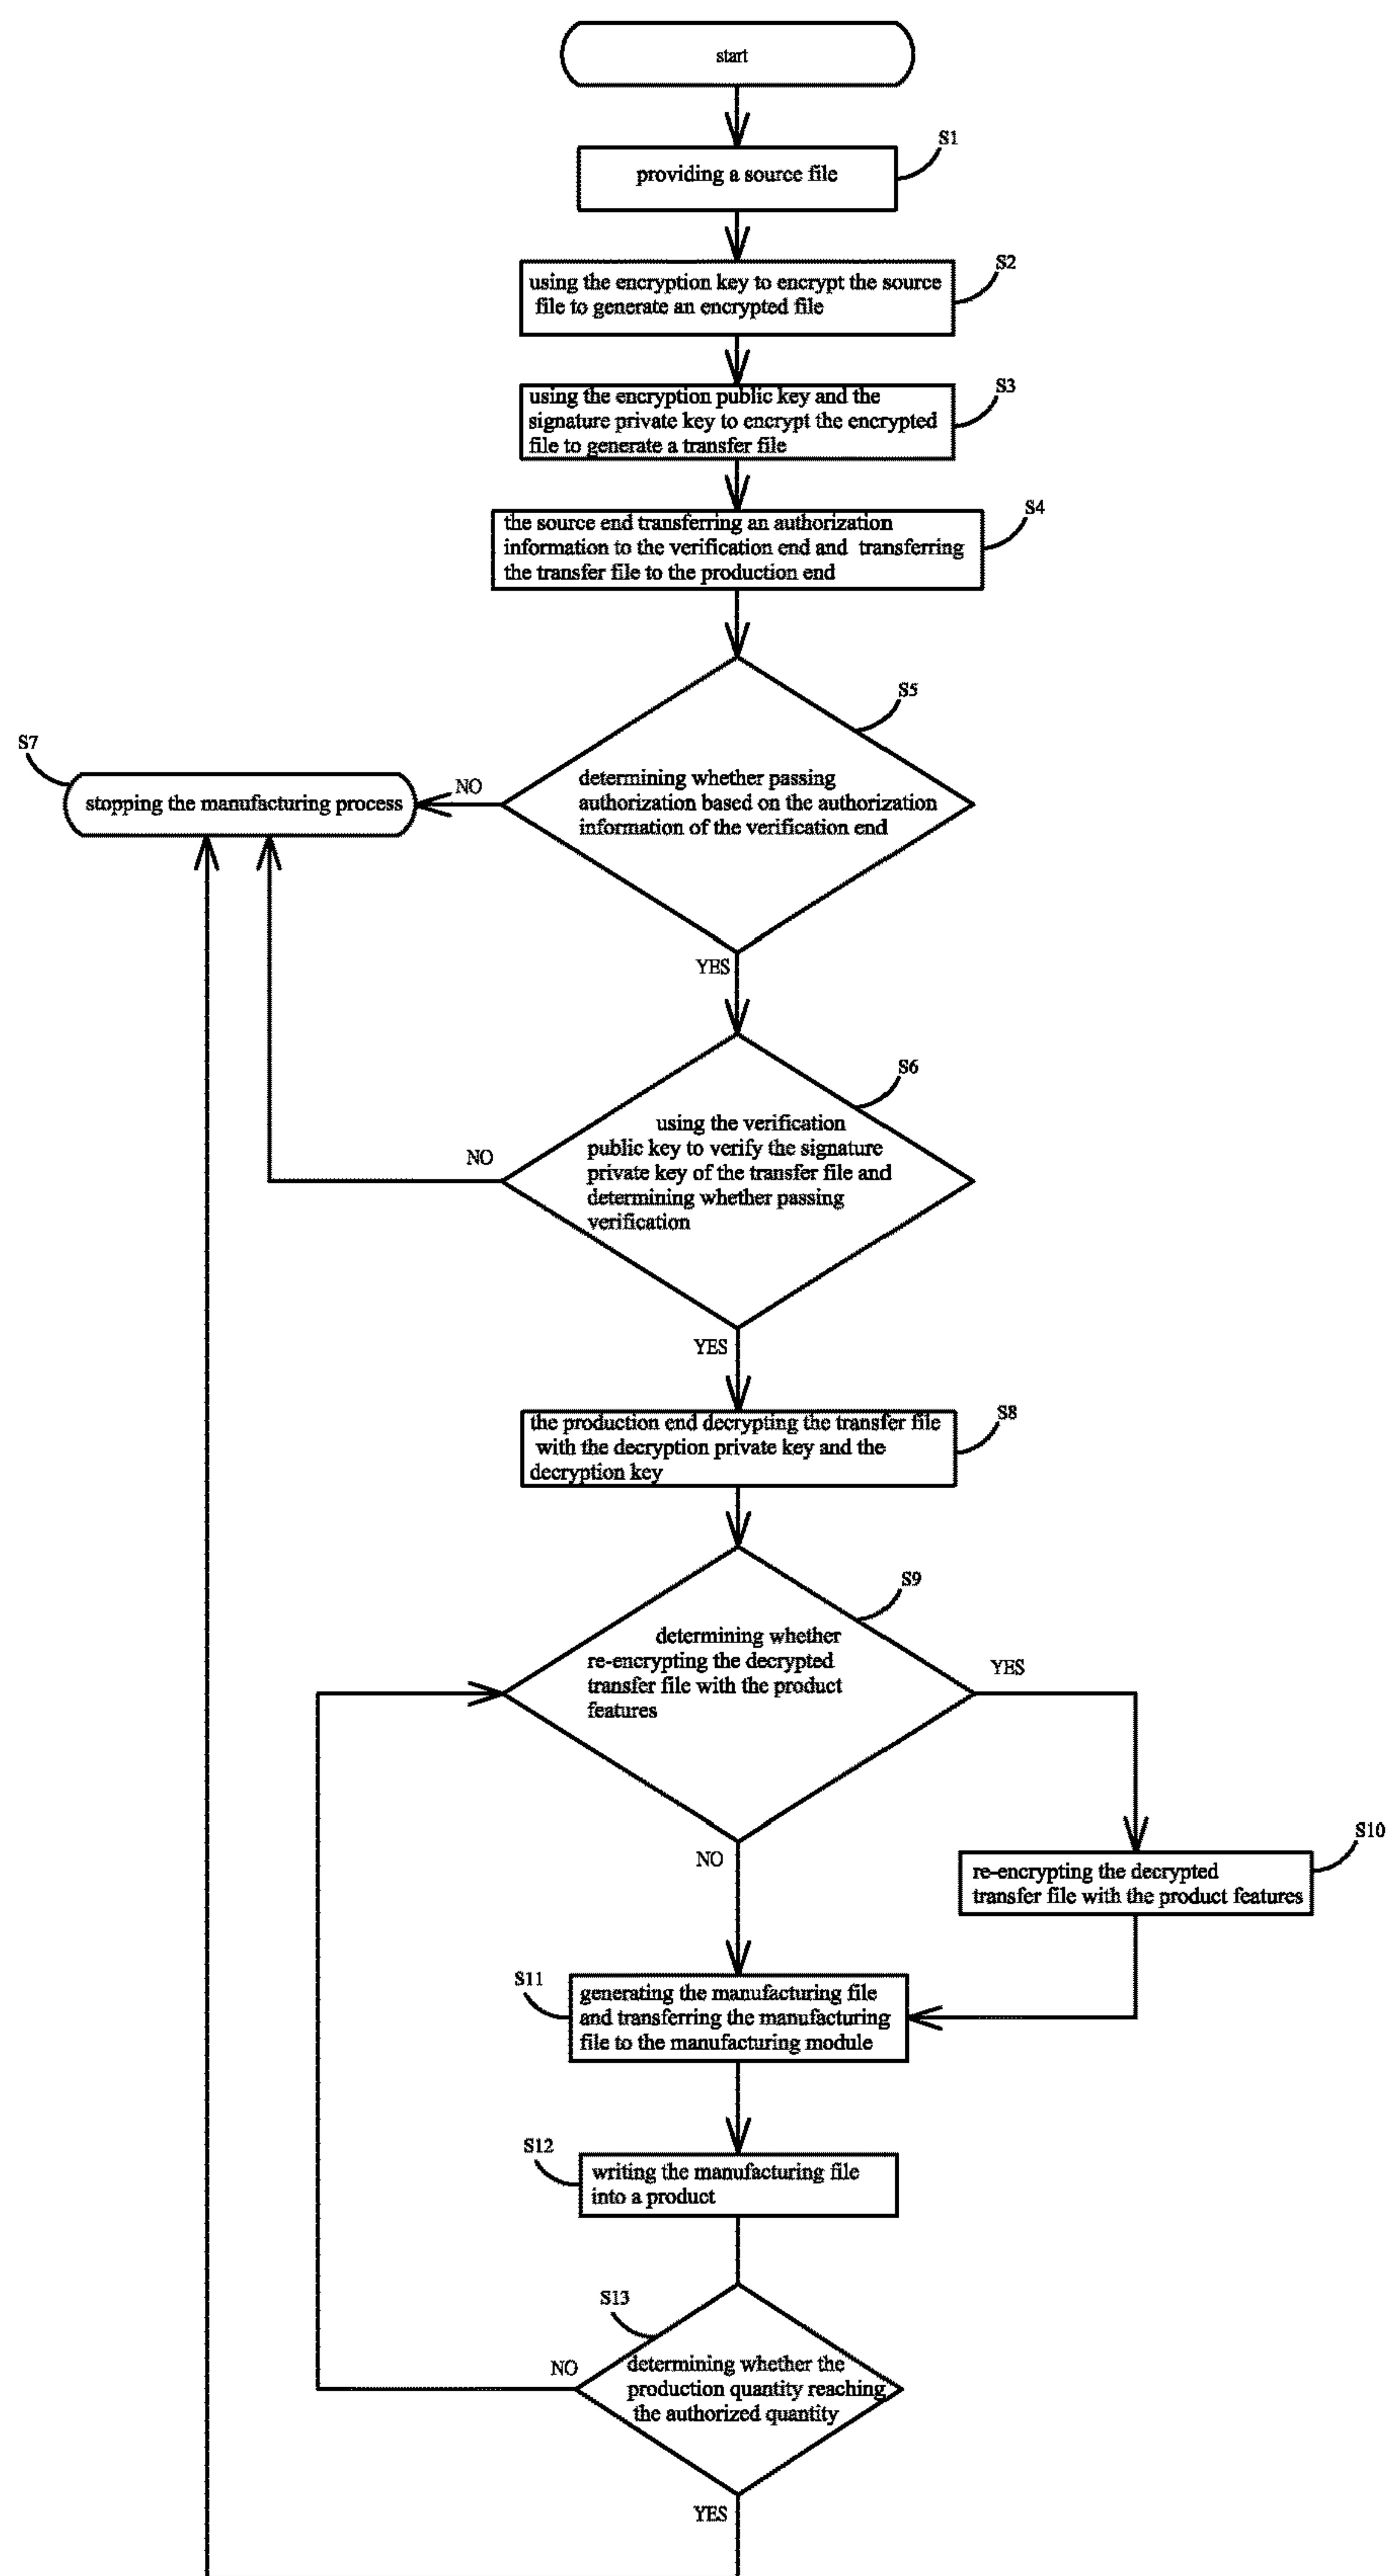 start
S1
providing a source file
S2
using the encryption key to encrypt the source
file to generate an encrypted file
S3
using the encryption public key and the
signature private key to encrypt the encrypted
file to generate a transfer file
S4
the source end transferring an authorization
information to the verification end and transferring
the transfer file to the production end
S5
S7
determining whether passing
authorization based on the authorization
information of the verification end
NO
stopping the manufacturing process
YES
S6
using the verification
public key to verify the signature
private key of the transfer file and
determining whether passing
verification
NO
YES
S8
the production end decrypting the transfer file
with the decryption private key and the
decryption key
S9
determining whether
re-encrypting the decrypted
transfer file with the product
features
YES
NO
S10
re-encrypting the decrypted
transfer file with the product features
S11
generating the manufacturing file
and transferring the manufacturing
file to the manufacturing module
S12
writing the manufacturing file
into a product
S13
determining whether the
production quantity reaching
the authorized quantity
NO
YES